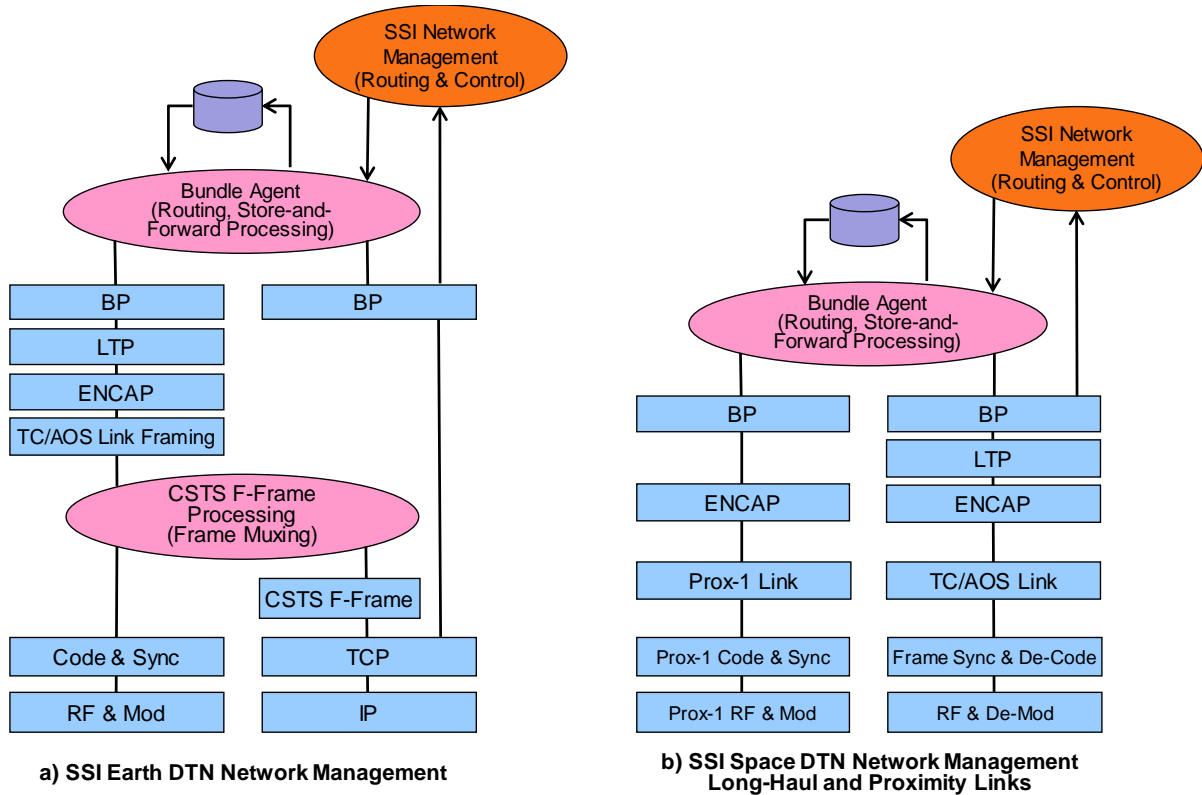 SSI Network
Management
(Routing & Control)
Bundle Agent
(Routing, Store-and-
Forward Processing)
BP
BP
LTP
ENCAP
TC/AOS Link Framing
CSTS F-Frame
Processing
(Frame Muxing)
CSTS F-Frame
Code & Sync
TCP
RF & Mod
IP
a) SSI Earth DTN Network Management
SSI Network
Management
(Routing & Control)
Bundle Agent
(Routing, Store-and-
Forward Processing)
BP
BP
LTP
ENCAP
ENCAP
Prox-1 Link
TC/AOS Link
Prox-1 Code & Sync
Frame Sync & De-Code
Prox-1 RF & Mod
RF & De-Mod
b) SSI Space DTN Network Management
Long-Haul and Proximity Links